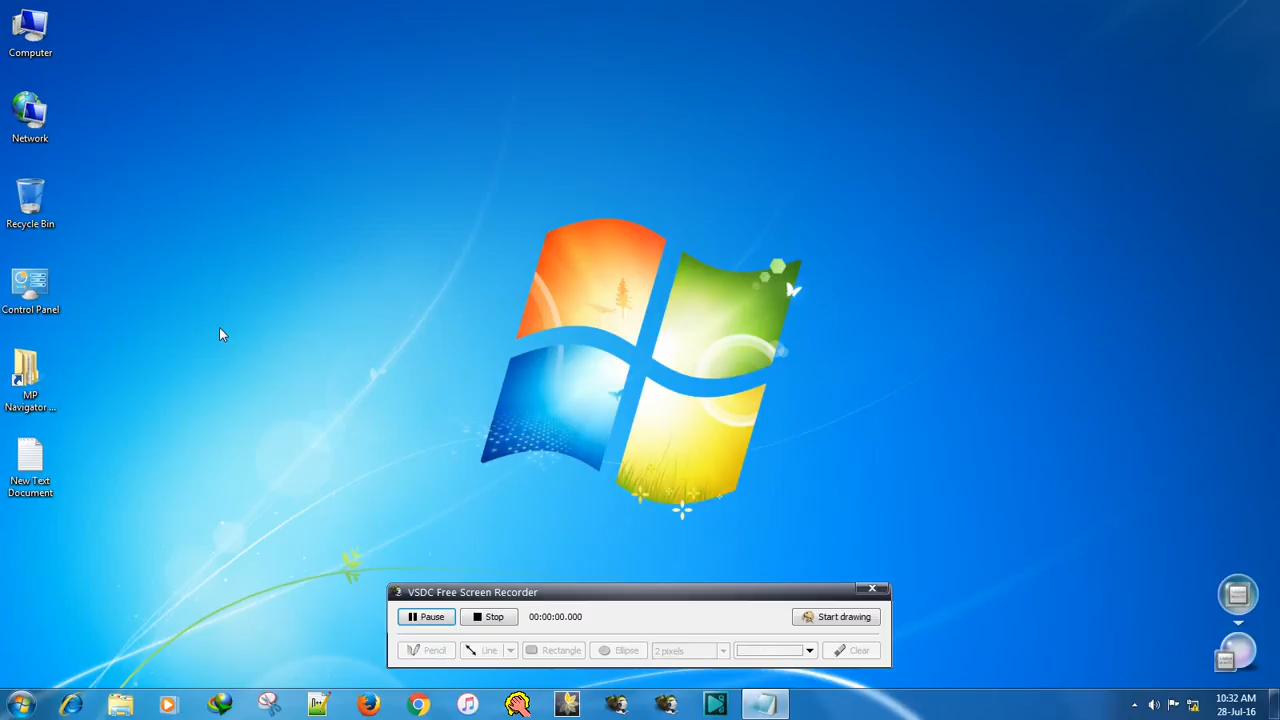 Computer
Network
Recycle Bin
Control Panel
MP
Navigator ...
New Text
Document
VSDC Free Screen Recorder
Pause
Stop
00:00:00.000
Start drawing
Pencil
Line
Rectangle
Ellipse
2 pixels
Clear
10:32 AM
28-Jul-16